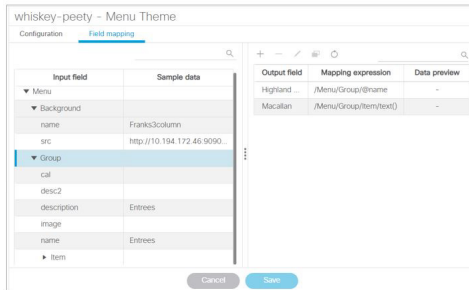 whiskey-peety - Menu Theme
Configuration Field mapping
Input field Sample data
Menu
Background
name Franks3column
src http://10.194.172.46:9090...
Group
cal
desc2
description Entrees
image
name Entrees
Item
Output field Mapping expression Data preview
Highland ... /Menu/Group/@name -
Macallan /Menu/Group/Item/text() -
Cancel Save